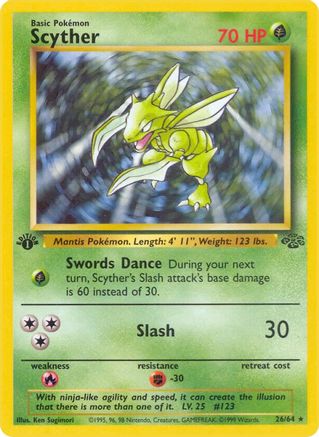 Basic Pokémon
Scyther 70 HP
EDITION
1
Mantis Pokémon. Length: 4' 11", Weight: 123 lbs.
Swords Dance During your next
turn, Scyther's Slash attack's base damage
is 60 instead of 30.
Slash 30
weakness resistance retreat cost
-30
With ninja-like agility and speed, it can create the illusion
that there is more than one of it. LV. 25 #123
Illus. Ken Sugimori ©1995, 96, 98 Nintendo, Creatures, GAMEFREAK. ©1999 Wizards. 26/64 ★